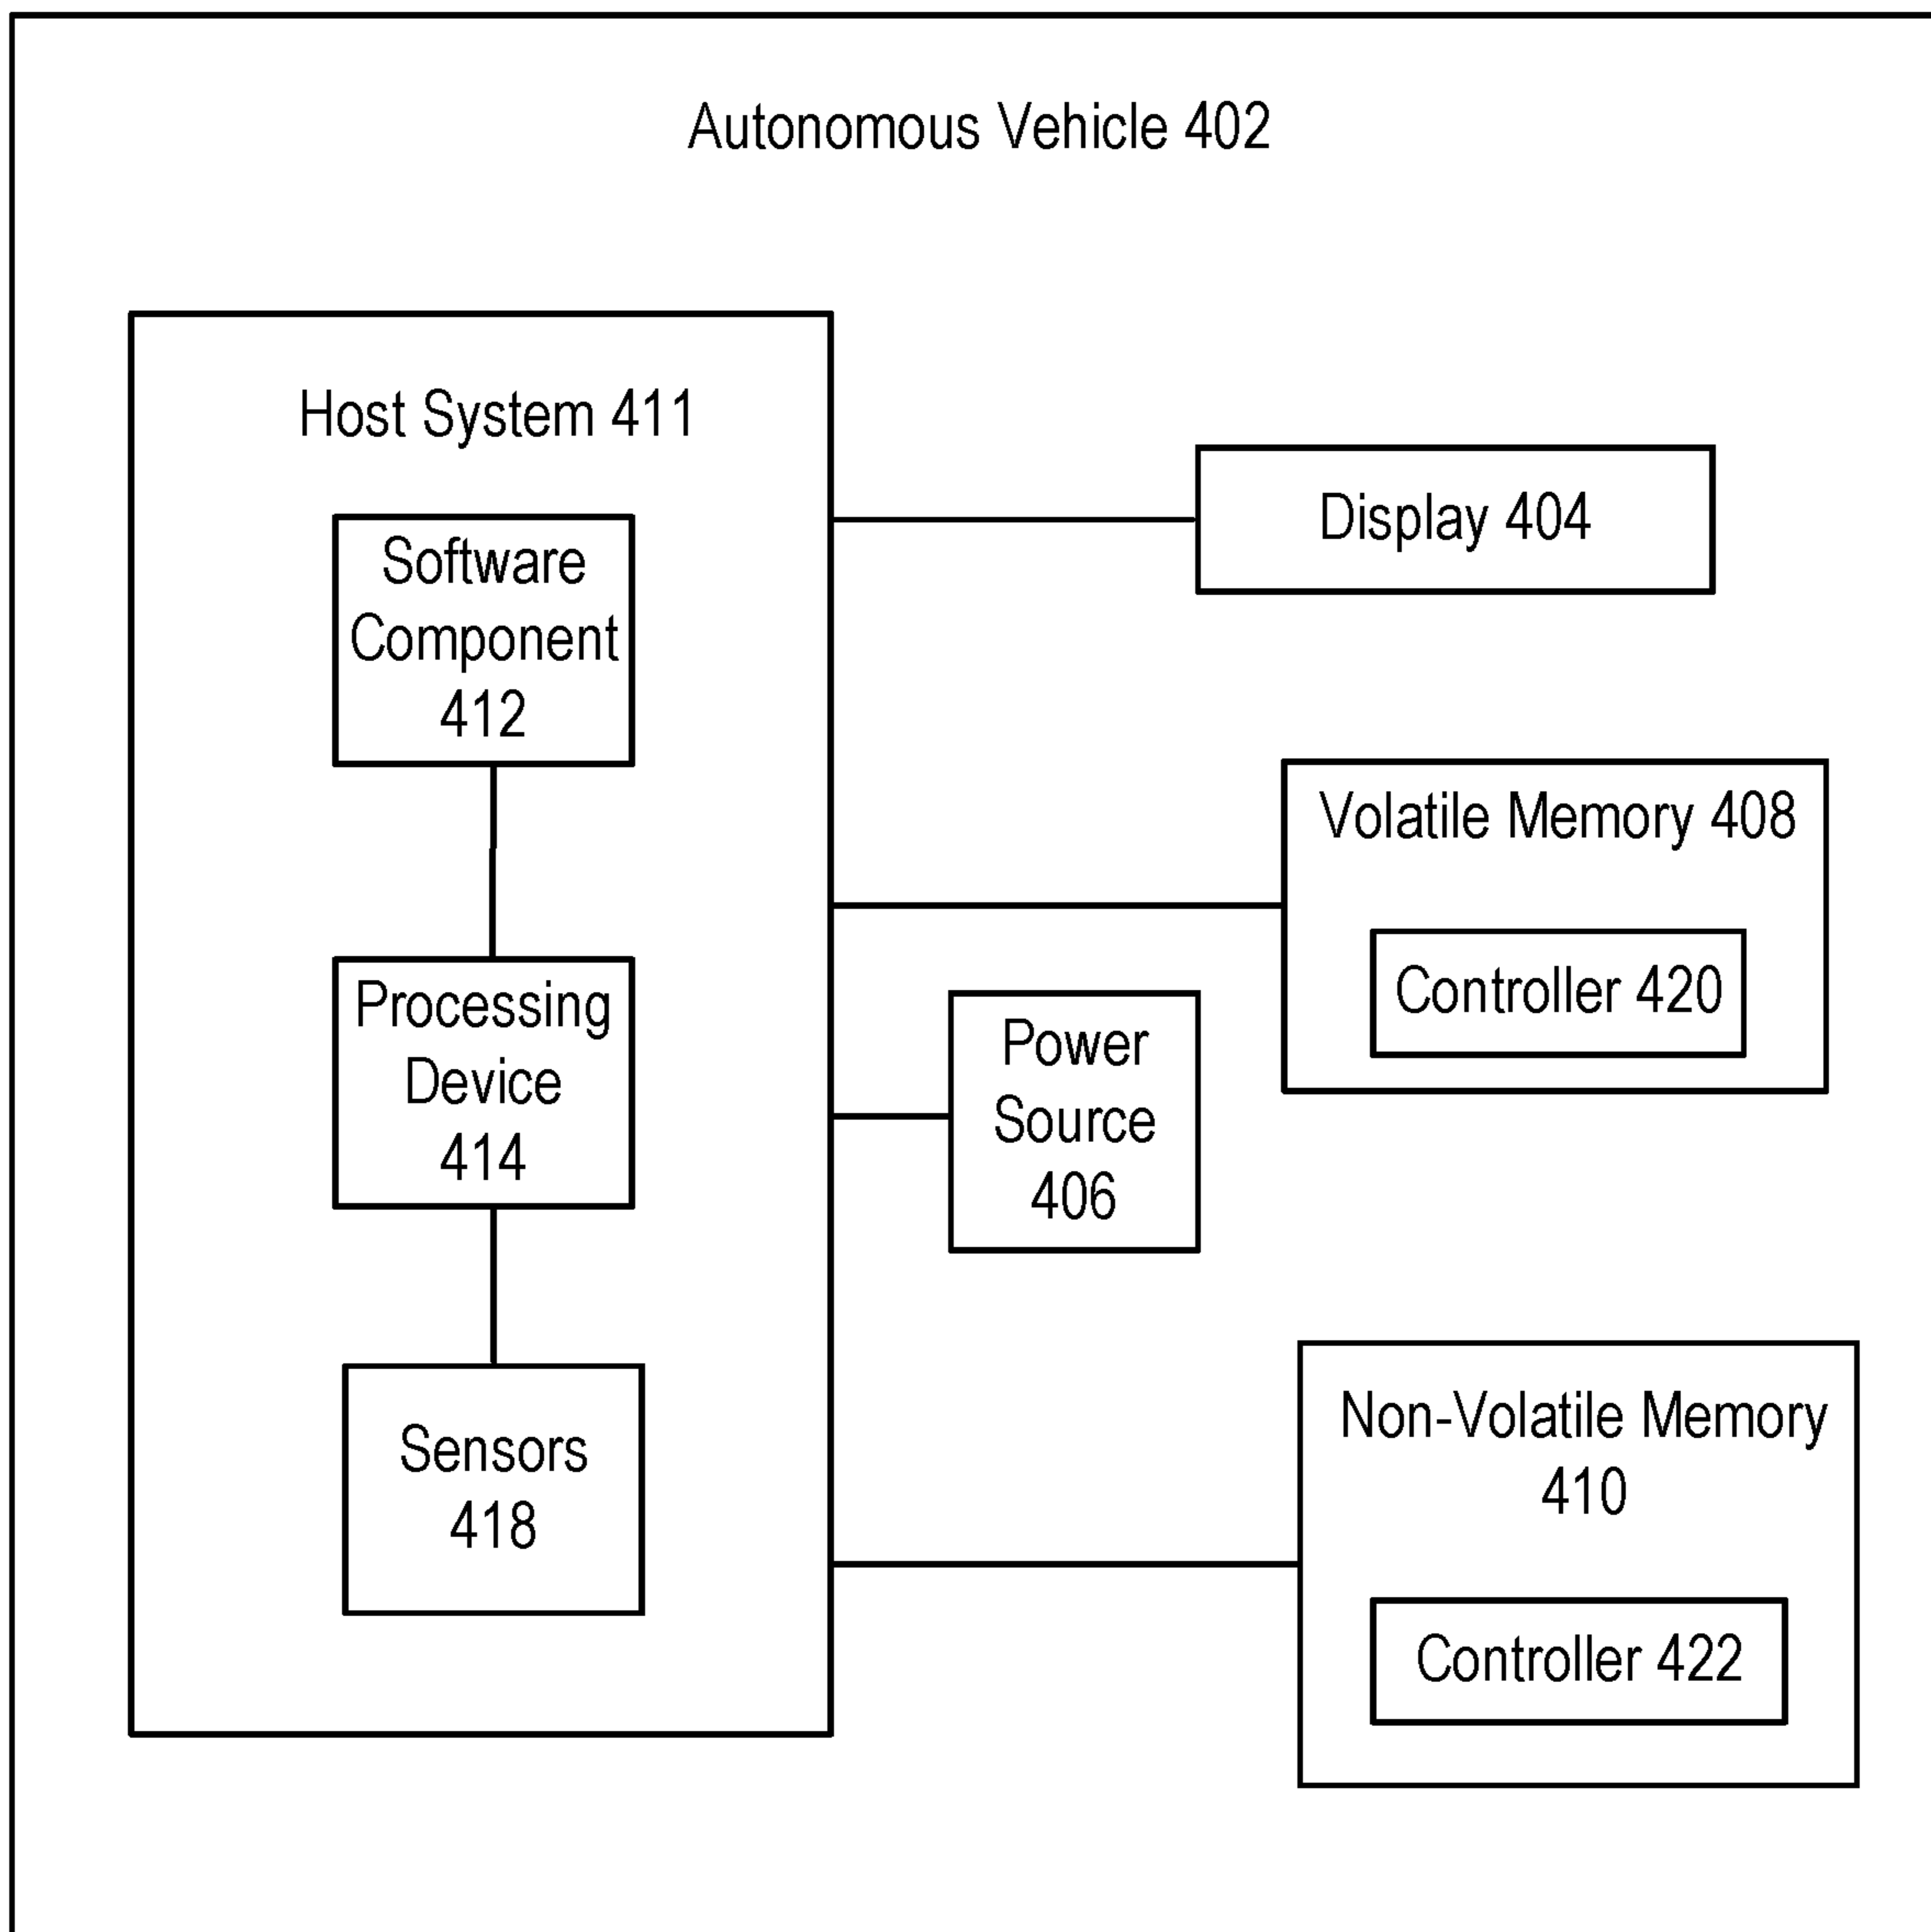 Autonomous Vehicle 402
Host System 411
Software
Component
412
Processing
Device
414
Sensors
418
Display 404
Volatile Memory 408
Controller 420
Power
Source
406
Non-Volatile Memory
410
Controller 422